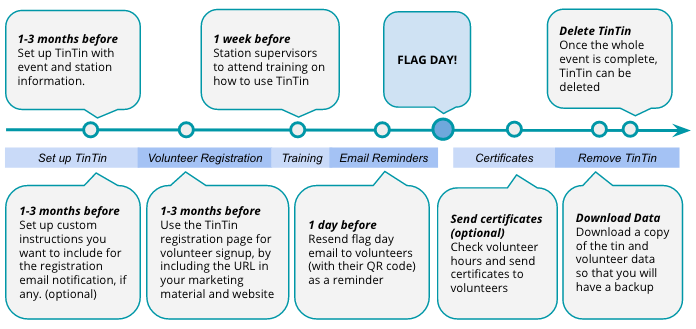 1-3 months before
Set up TinTin with
event and station
information.
1 week before
Station supervisors
to attend training on
how to use TinTin
FLAG DAY!
Delete TinTin
Once the whole
event is complete,
TinTin can be
deleted
Set up TinTin
Volunteer Registration
Training
Email Reminders
Certificates
Remove TinTin
1-3 months before
Set up custom
instructions you
want to include for
the registration
email notification, if
any. (optional)
1-3 months before
Use the TinTin
registration page for
volunteer signup, by
including the URL in
your marketing
material and website
1 day before
Resend flag day
email to volunteers
(with their QR code)
as a reminder
Send certificates
(optional)
Check volunteer
hours and send
certificates to
volunteers
Download Data
Download a copy
of the tin and
volunteer data
so that you will
have a backup